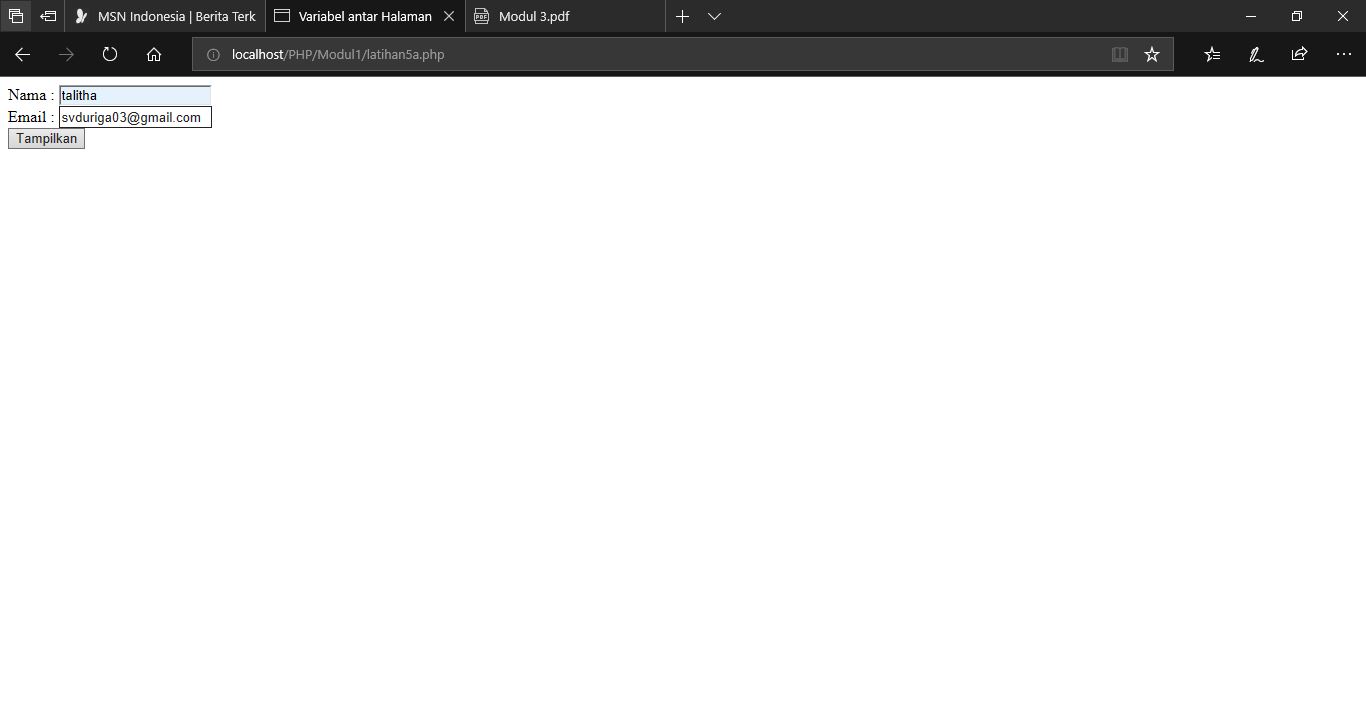 MSN Indonesia | Berita Terk
Variabel antar Halaman
PDF
Modul 3.pdf
localhost/PHP/Modul1/latihan5a.php
Nama : talitha
Email : svduriga03@gmail.com
Tampilkan